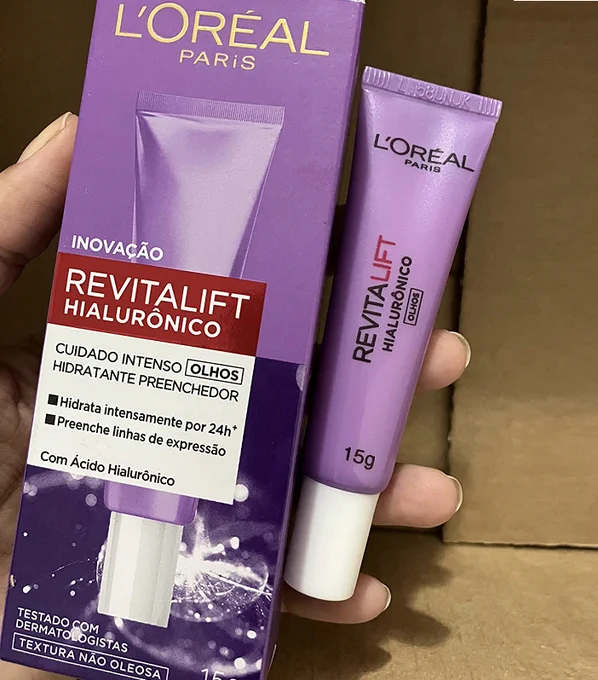 L'ORÉAL
PARIS
INOVAÇÃO
REVITALIFT
HIALURÔNICO
CUIDADO INTENSO OLHOS
HIDRATANTE PREENCHEDOR
Hidrata intensamente por 24h⁺
Preenche linhas de expressão
Com Ácido Hialurônico
TESTADO COM
DERMATOLOGISTAS
TEXTURA NÃO OLEOSA
L'ORÉAL
PARIS
REVITALIFT
HIALURÔNICO
OLHOS
15g